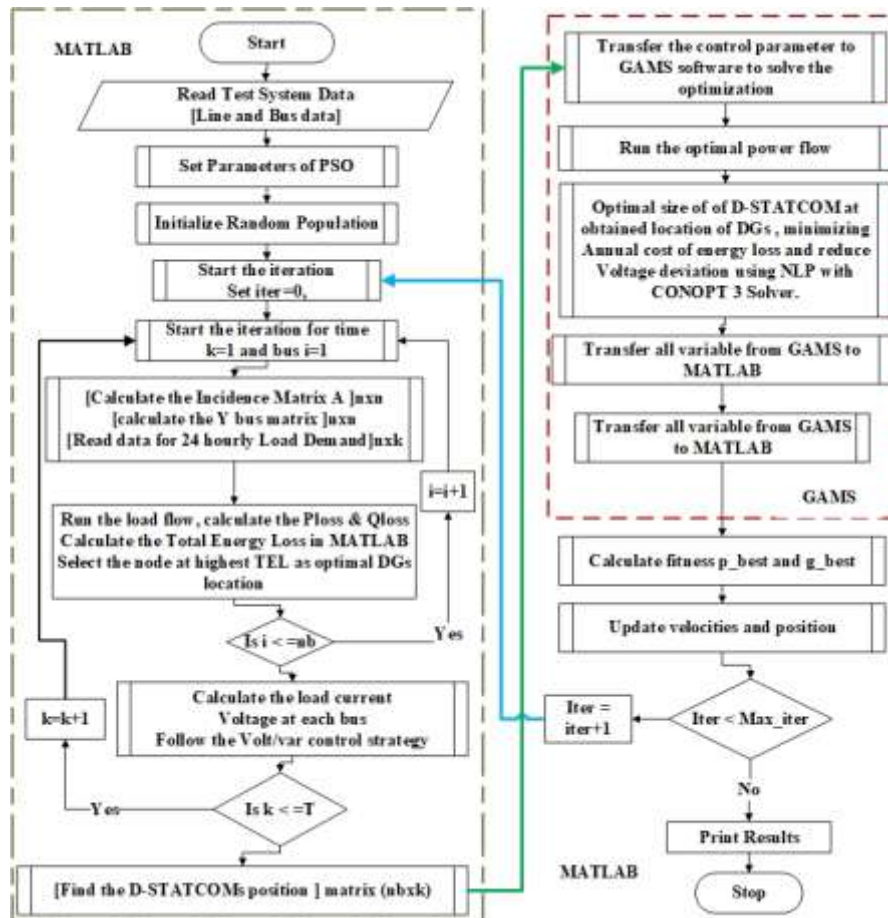 MATLAB
Start
Read Test System Data
[Line and Bus data]
Set Parameters of PSO
Initialize Random Population
Start the iteration
Set iter=0,
Start the iteration for time
k=1 and bus i=1
[Calculate the Incidence Matrix A ]nxn
[calculate the Y bus matrix ]nxn
[Read data for 24 hourly Load Demand]nxk
i=i+1
Run the load flow, calculate the Ploss & Qloss
Calculate the Total Energy Loss in MATLAB
Select the node at highest TEL as optimal DGs
location
Is i < =nb
Yes
Calculate the load current
Voltage at each bus
Follow the Volt/var control strategy
k=k+1
Yes
Is k < =T
[Find the D-STATCOMs position ] matrix (nbxk)
Transfer the control parameter to
GAMS software to solve the
optimization
Run the optimal power flow
Optimal size of of D-STATCOM at
obtained location of DGs , minimizing
Annual cost of energy loss and reduce
Voltage deviation using NLP with
CONOPT 3 Solver.
Transfer all variable from GAMS to
MATLAB
Transfer all variable from GAMS
to MATLAB
GAMS
Calculate fitness p_best and g_best
Update velocities and position
Iter =
iter+1
Iter < Max_iter
No
Print Results
MATLAB
Stop